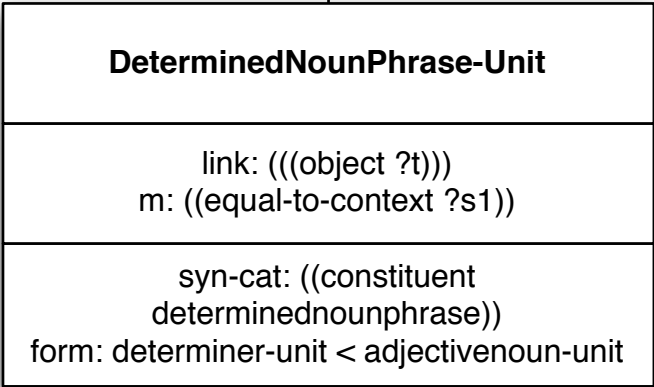 DeterminedNounPhrase-Unit
link: (((object ?t)))
m: ((equal-to-context ?s1))
syn-cat: ((constituent
determinednounphrase))
form: determiner-unit < adjectivenoun-unit